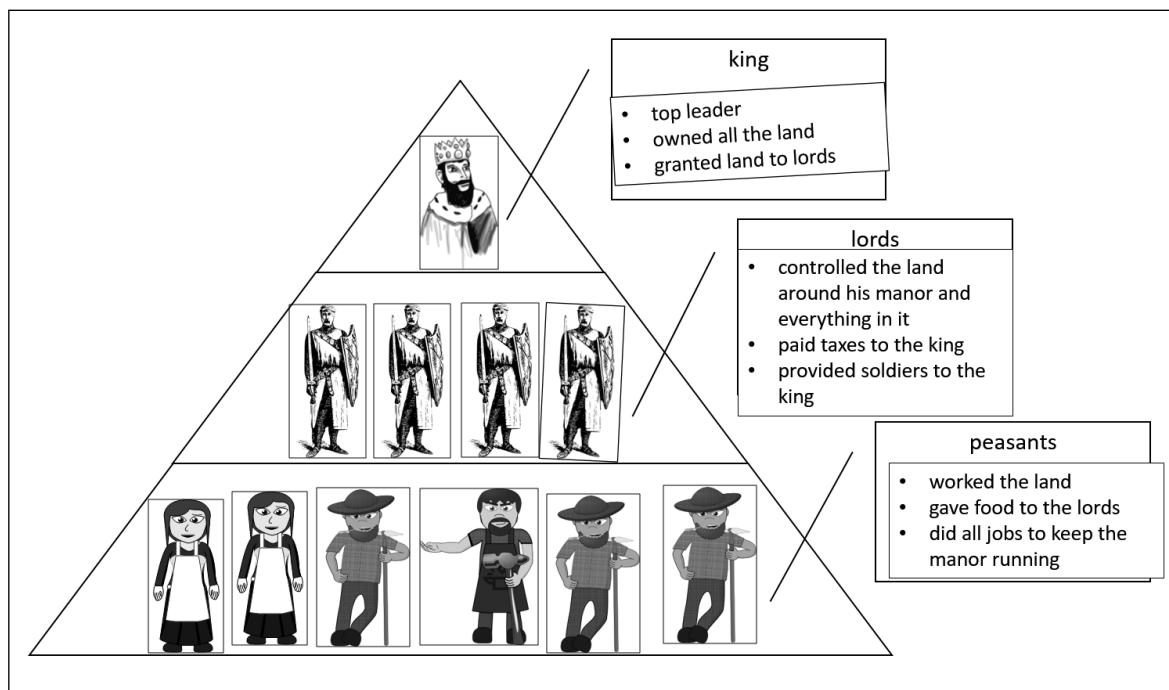 king
• top leader
• owned all the land
• granted land to lords
lords
• controlled the land
around his manor and
everything in it
• paid taxes to the king
• provided soldiers to the
king
peasants
• worked the land
• gave food to the lords
• did all jobs to keep the
manor running